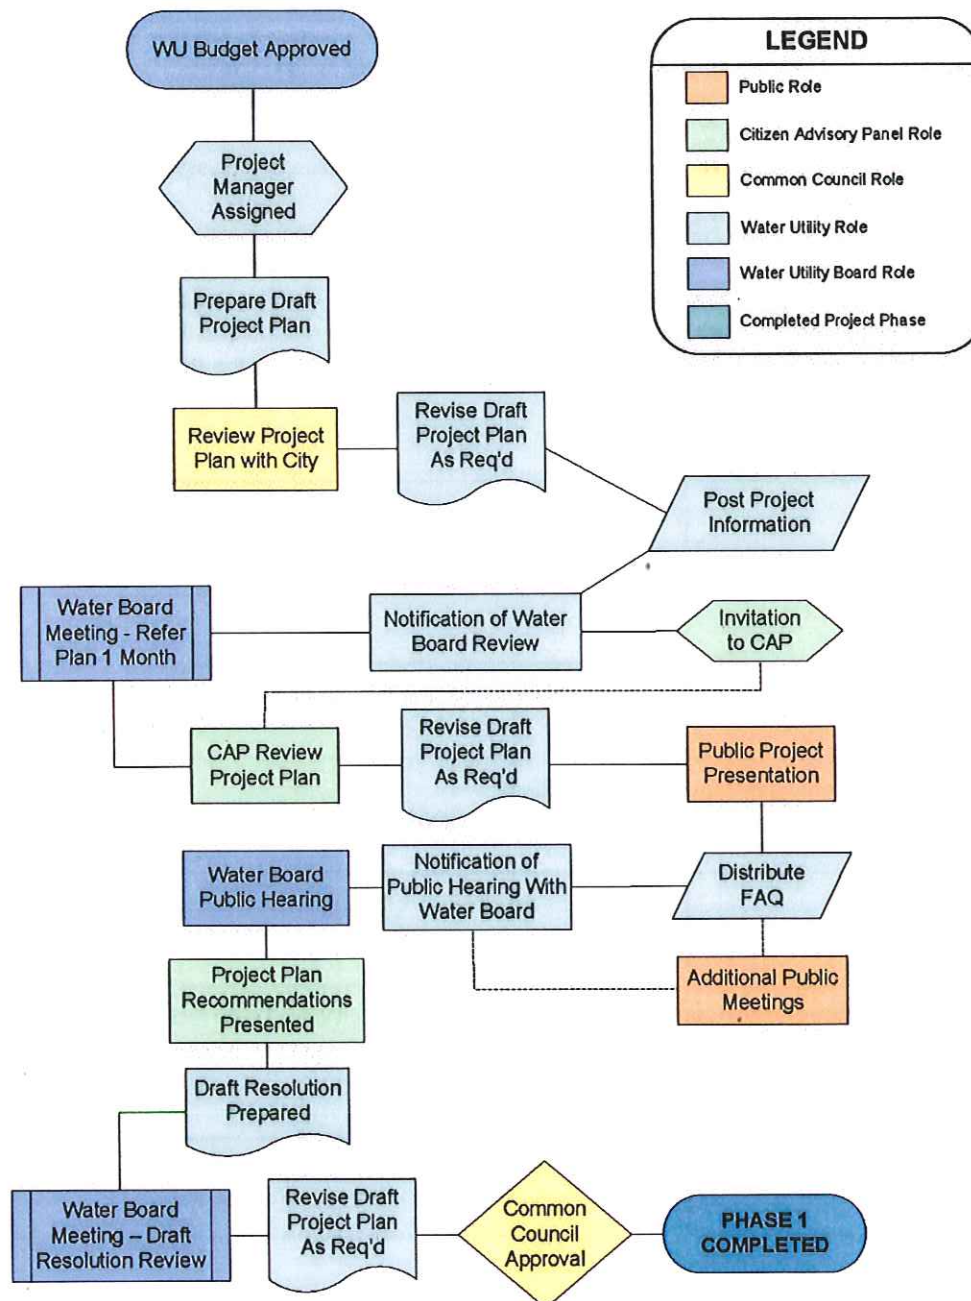 WU Budget Approved
LEGEND
Public Role
Citizen Advisory Panel Role
Common Council Role
Water Utility Role
Water Utility Board Role
Completed Project Phase
Project
Manager
Assigned
Prepare Draft
Project Plan
Review Project
Plan with City
Revise Draft
Project Plan
As Req'd
Post Project
Information
Water Board
Meeting - Refer
Plan 1 Month
Notification of Water
Board Review
Invitation
to CAP
CAP Review
Project Plan
Revise Draft
Project Plan
As Req'd
Public Project
Presentation
Water Board
Public Hearing
Notification of
Public Hearing With
Water Board
Distribute
FAQ
Project Plan
Recommendations
Presented
Additional Public
Meetings
Draft Resolution
Prepared
Water Board
Meeting – Draft
Resolution Review
Revise Draft
Project Plan
As Req'd
Common
Council
Approval
PHASE 1
COMPLETED